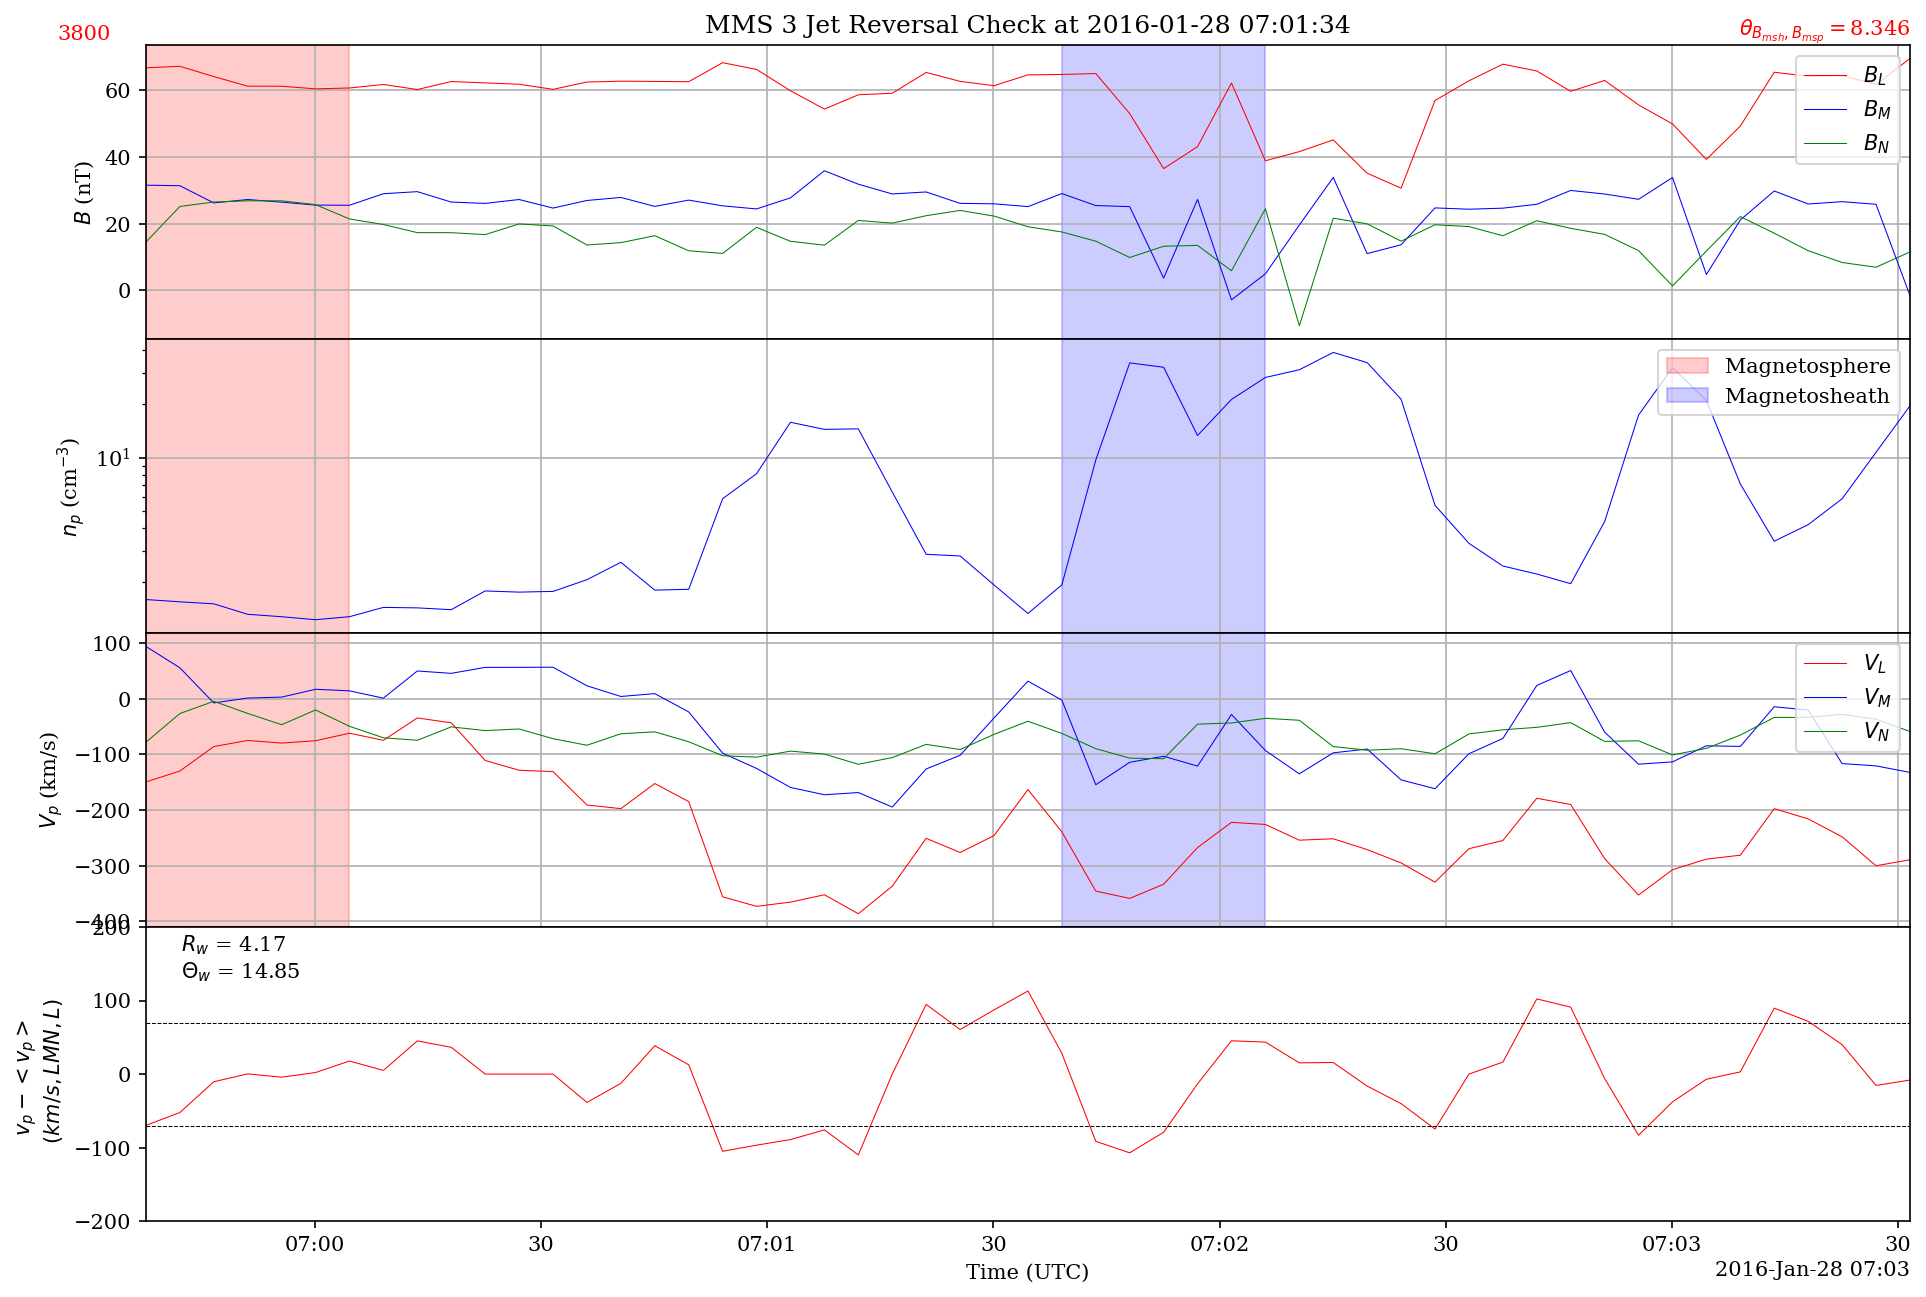 3800
MMS 3 Jet Reversal Check at 2016-01-28 07:01:34
θ_{B_{msh}, B_{msp}} = 8.346
B (nT)
60
40
20
0
B_L
B_M
B_N
n_p (cm^{-3})
10^1
Magnetosphere
Magnetosheath
V_p (km/s)
100
0
−100
−200
−300
−400
V_L
V_M
V_N
v_p − < v_p >
(km/s, LMN, L)
200
100
0
−100
−200
R_w = 4.17
Θ_w = 14.85
07:00 30 07:01 30 07:02 30 07:03 30
Time (UTC)
2016-Jan-28 07:03